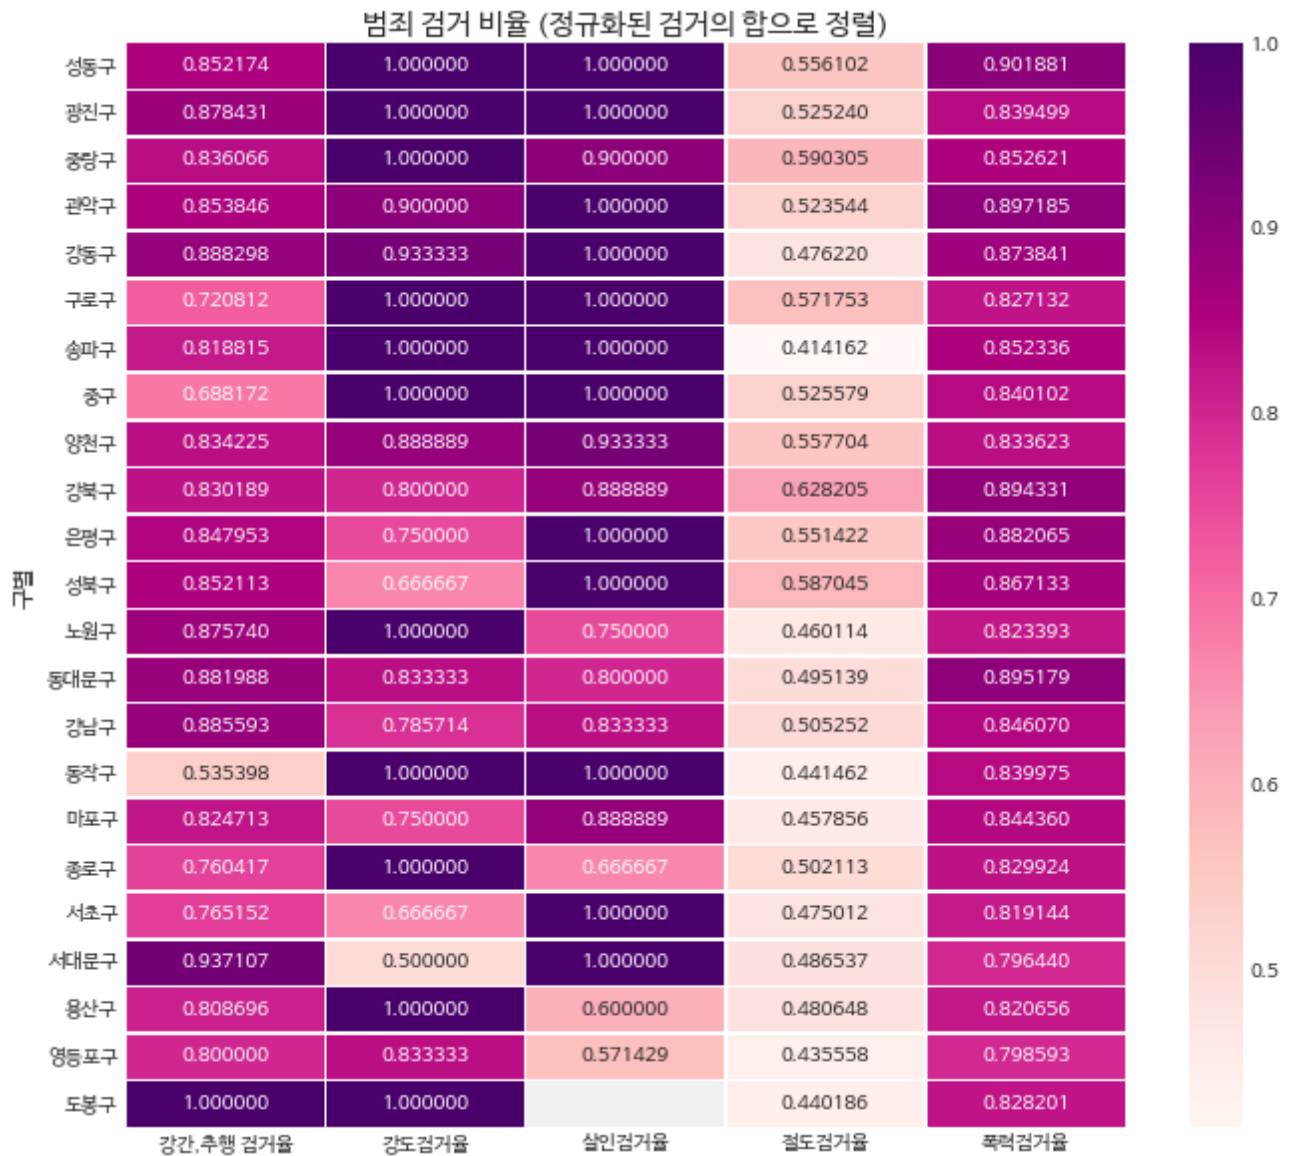 범죄 검거 비율 (정규화된 검거의 합으로 정렬)
성동구 0.852174 1.000000 1.000000 0.556102 0.901881
광진구 0.878431 1.000000 1.000000 0.525240 0.839499
중랑구 0.836066 1.000000 0.900000 0.590305 0.852621
관악구 0.853846 0.900000 1.000000 0.523544 0.897185
강동구 0.888298 0.933333 1.000000 0.476220 0.873841
구로구 0.720812 1.000000 1.000000 0.571753 0.827132
송파구 0.818815 1.000000 1.000000 0.414162 0.852336
중구 0.688172 1.000000 1.000000 0.525579 0.840102
양천구 0.834225 0.888889 0.933333 0.557704 0.833623
강북구 0.830189 0.800000 0.888889 0.628205 0.894331
은평구 0.847953 0.750000 1.000000 0.551422 0.882065
성북구 0.852113 0.666667 1.000000 0.587045 0.867133
노원구 0.875740 1.000000 0.750000 0.460114 0.823393
동대문구 0.881988 0.833333 0.800000 0.495139 0.895179
강남구 0.885593 0.785714 0.833333 0.505252 0.846070
동작구 0.535398 1.000000 1.000000 0.441462 0.839975
마포구 0.824713 0.750000 0.888889 0.457856 0.844360
종로구 0.760417 1.000000 0.666667 0.502113 0.829924
서초구 0.765152 0.666667 1.000000 0.475012 0.819144
서대문구 0.937107 0.500000 1.000000 0.486537 0.796440
용산구 0.808696 1.000000 0.600000 0.480648 0.820656
영등포구 0.800000 0.833333 0.571429 0.435558 0.798593
도봉구 1.000000 1.000000 0.440186 0.828201
강간,추행 검거율 강도검거율 살인검거율 절도검거율 폭력검거율
구별
1.0
0.9
0.8
0.7
0.6
0.5